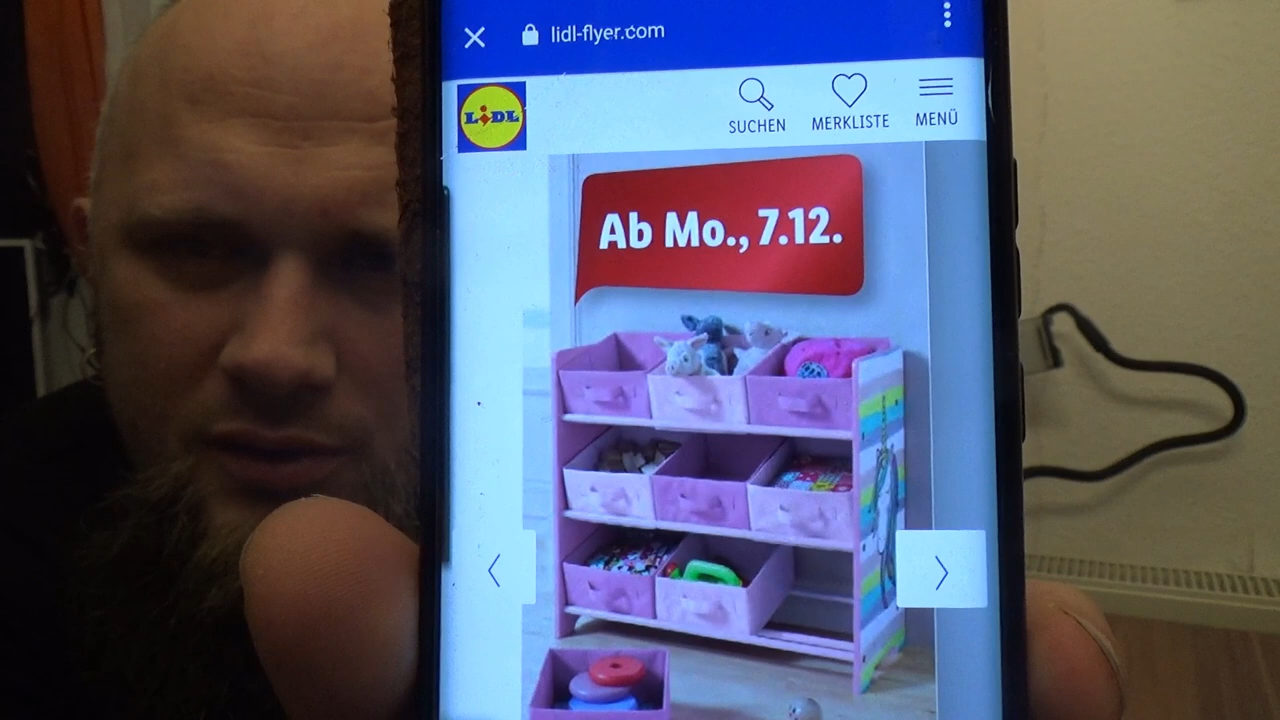 lidl-flyer.com
LiDL
SUCHEN
MERKLISTE
MENÜ
Ab Mo., 7.12.